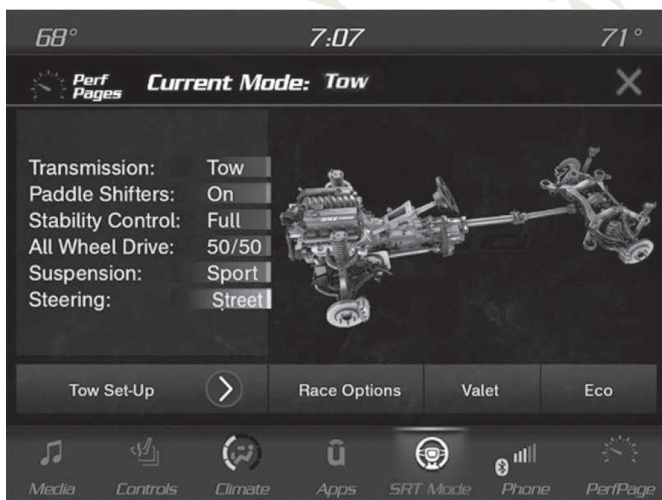 68° 7:07 71°
Perf Pages Current Mode: Tow
Transmission: Tow
Paddle Shifters: On
Stability Control: Full
All Wheel Drive: 50/50
Suspension: Sport
Steering: Street
Tow Set-Up Race Options Valet Eco
Media Controls Climate Apps SRT Mode Phone PerfPage